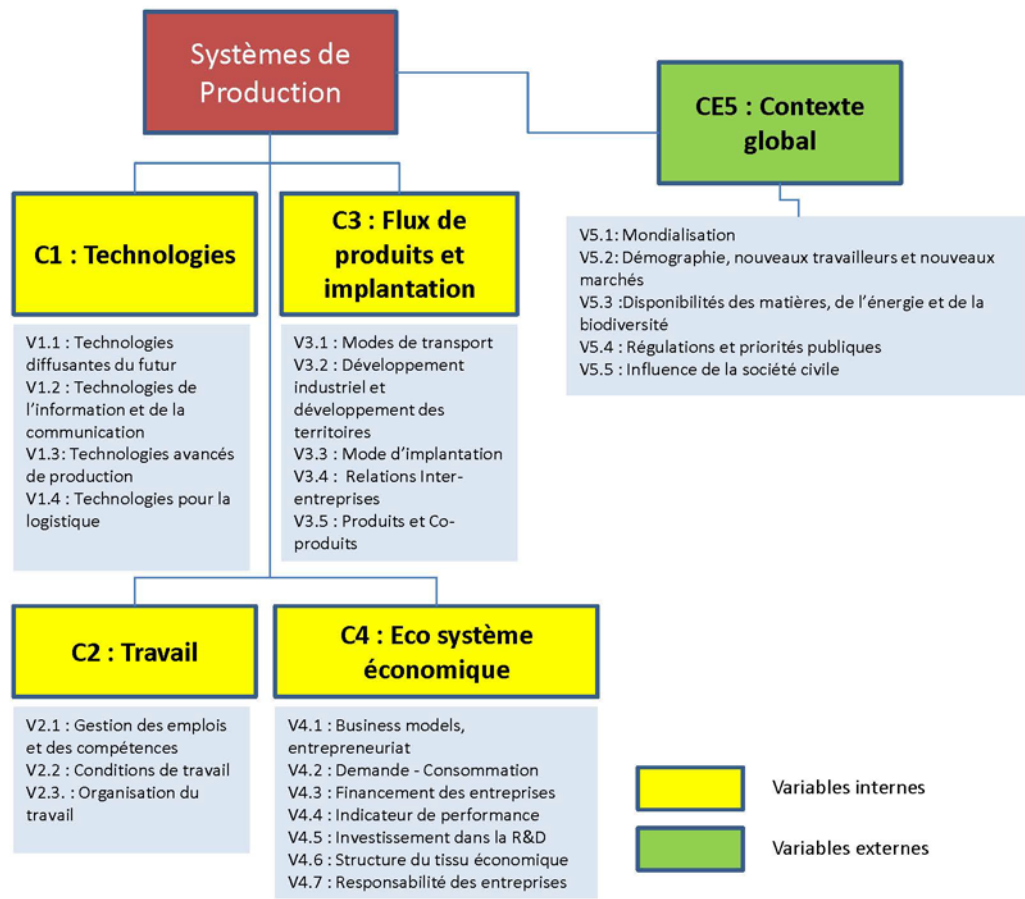 Systèmes de
Production
CE5 : Contexte
global
C1 : Technologies
C3 : Flux de
produits et
implantation
V5.1: Mondialisation
V5.2: Démographie, nouveaux travailleurs et nouveaux
marchés
V5.3 :Disponibilités des matières, de l'énergie et de la
biodiversité
V5.4 : Régulations et priorités publiques
V5.5 : Influence de la société civile
V1.1 : Technologies
diffusantes du futur
V1.2 : Technologies de
l'information et de la
communication
V1.3: Technologies avancés
de production
V1.4 : Technologies pour la
logistique
V3.1 : Modes de transport
V3.2 : Développement
industriel et
développement des
territoires
V3.3 : Mode d'implantation
V3.4 : Relations Inter-
entreprises
V3.5 : Produits et Co-
produits
C2 : Travail
C4 : Eco système
économique
V2.1 : Gestion des emplois
et des compétences
V2.2 : Conditions de travail
V2.3. : Organisation du
travail
V4.1 : Business models,
entrepreneuriat
V4.2 : Demande - Consommation
V4.3 : Financement des entreprises
V4.4 : Indicateur de performance
V4.5 : Investissement dans la R&D
V4.6 : Structure du tissu économique
V4.7 : Responsabilité des entreprises
Variables internes
Variables externes